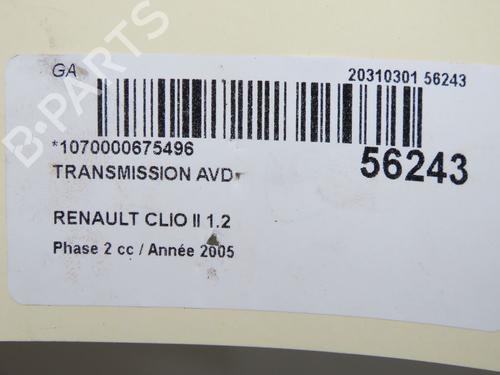 GA
20310301 56243
*1070000675496
56243
TRANSMISSION AVD
RENAULT CLIO II 1.2
Phase 2 cc / Année 2005
B-PARTS